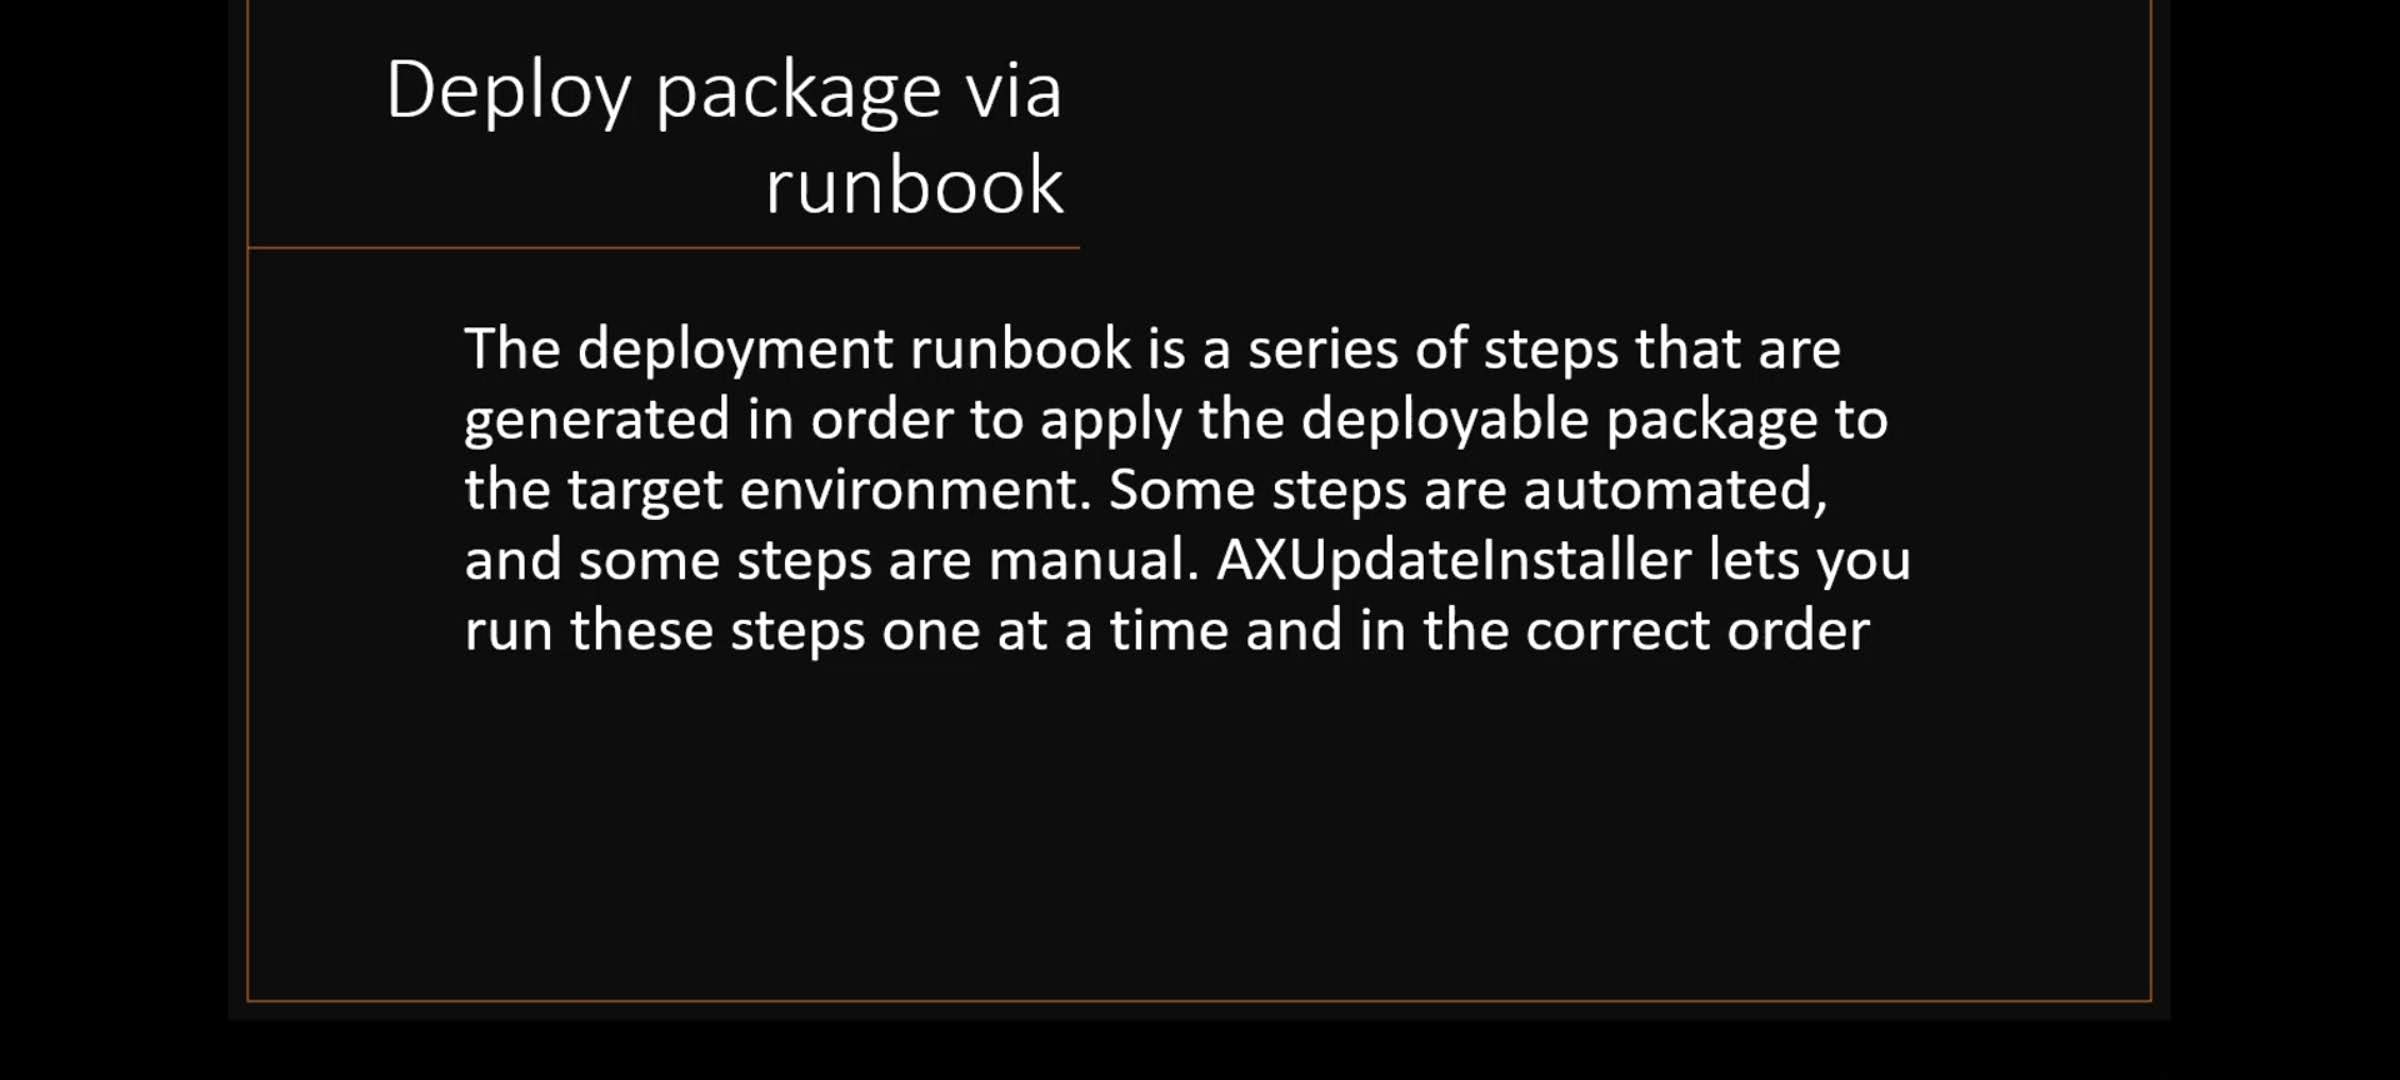 Deploy package via
runbook
The deployment runbook is a series of steps that are
generated in order to apply the deployable package to
the target environment. Some steps are automated,
and some steps are manual. AXUpdateInstaller lets you
run these steps one at a time and in the correct order